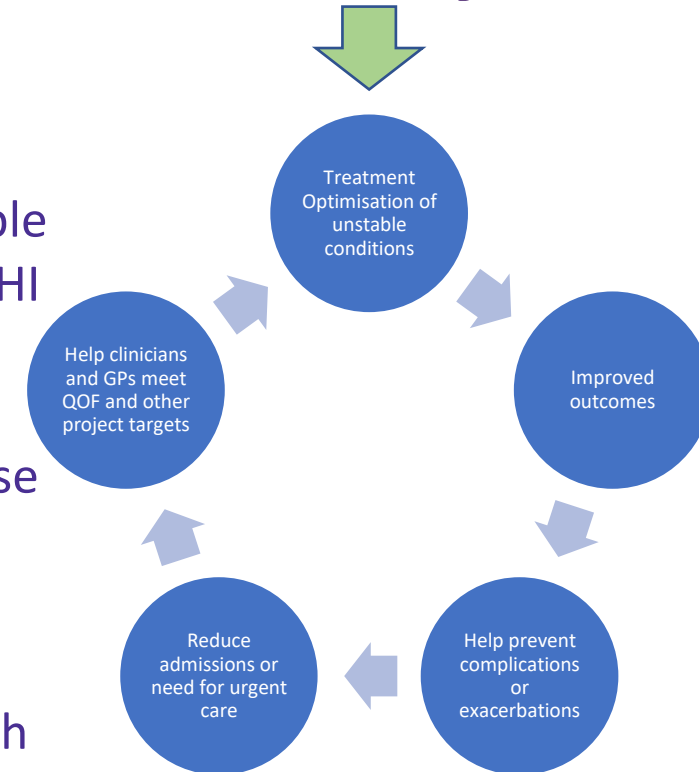 Treatment
Optimisation of
unstable
conditions
Improved
outcomes
Help prevent
complications
or
exacerbations
Reduce
admissions or
need for urgent
care
Help clinicians
and GPs meet
QOF and other
project targets